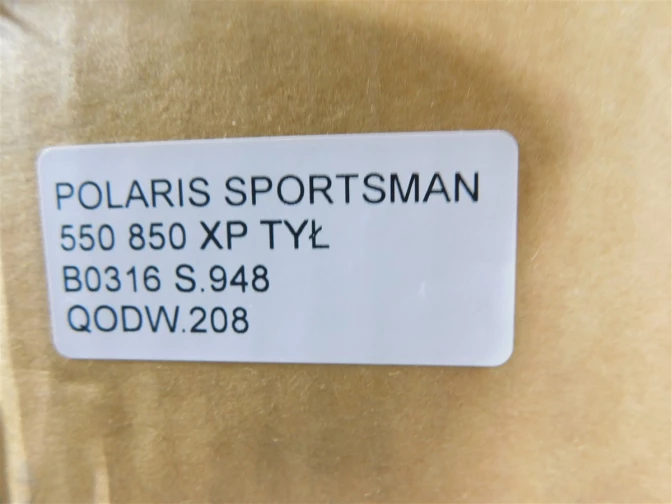 POLARIS SPORTSMAN
550 850 XP TYŁ
B0316 S.948
QODW.208